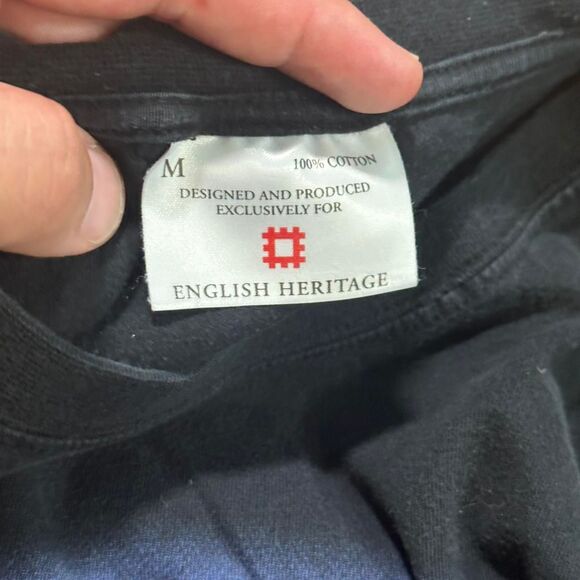 M 100% COTTON
DESIGNED AND PRODUCED
EXCLUSIVELY FOR
ENGLISH HERITAGE